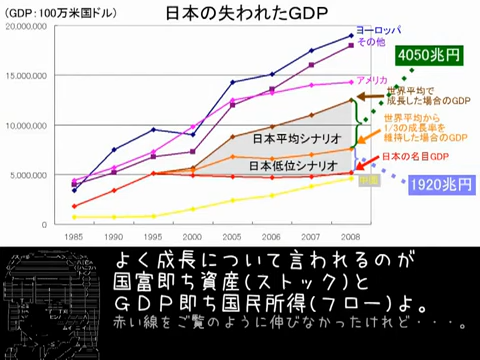 (GDP:100万米国ドル)
日本の失われたGDP
20,000,000
15,000,000
10,000,000
5,000,000
0
1985
1990
1995
2000
2005
2006
2007
2008
ヨーロッパ
その他
4050兆円
アメリカ
世界平均で
成長した場合のGDP
世界平均から
1/3の成長率を
維持した場合のGDP
日本平均シナリオ
日本低位シナリオ
日本の名目GDP
1920兆円
よく成長について言われるのが
国富即ち資産(ストック)と
GDP即ち国民所得(フロー)よ。
赤い線をご覧のように伸びなかったけれど・・・。